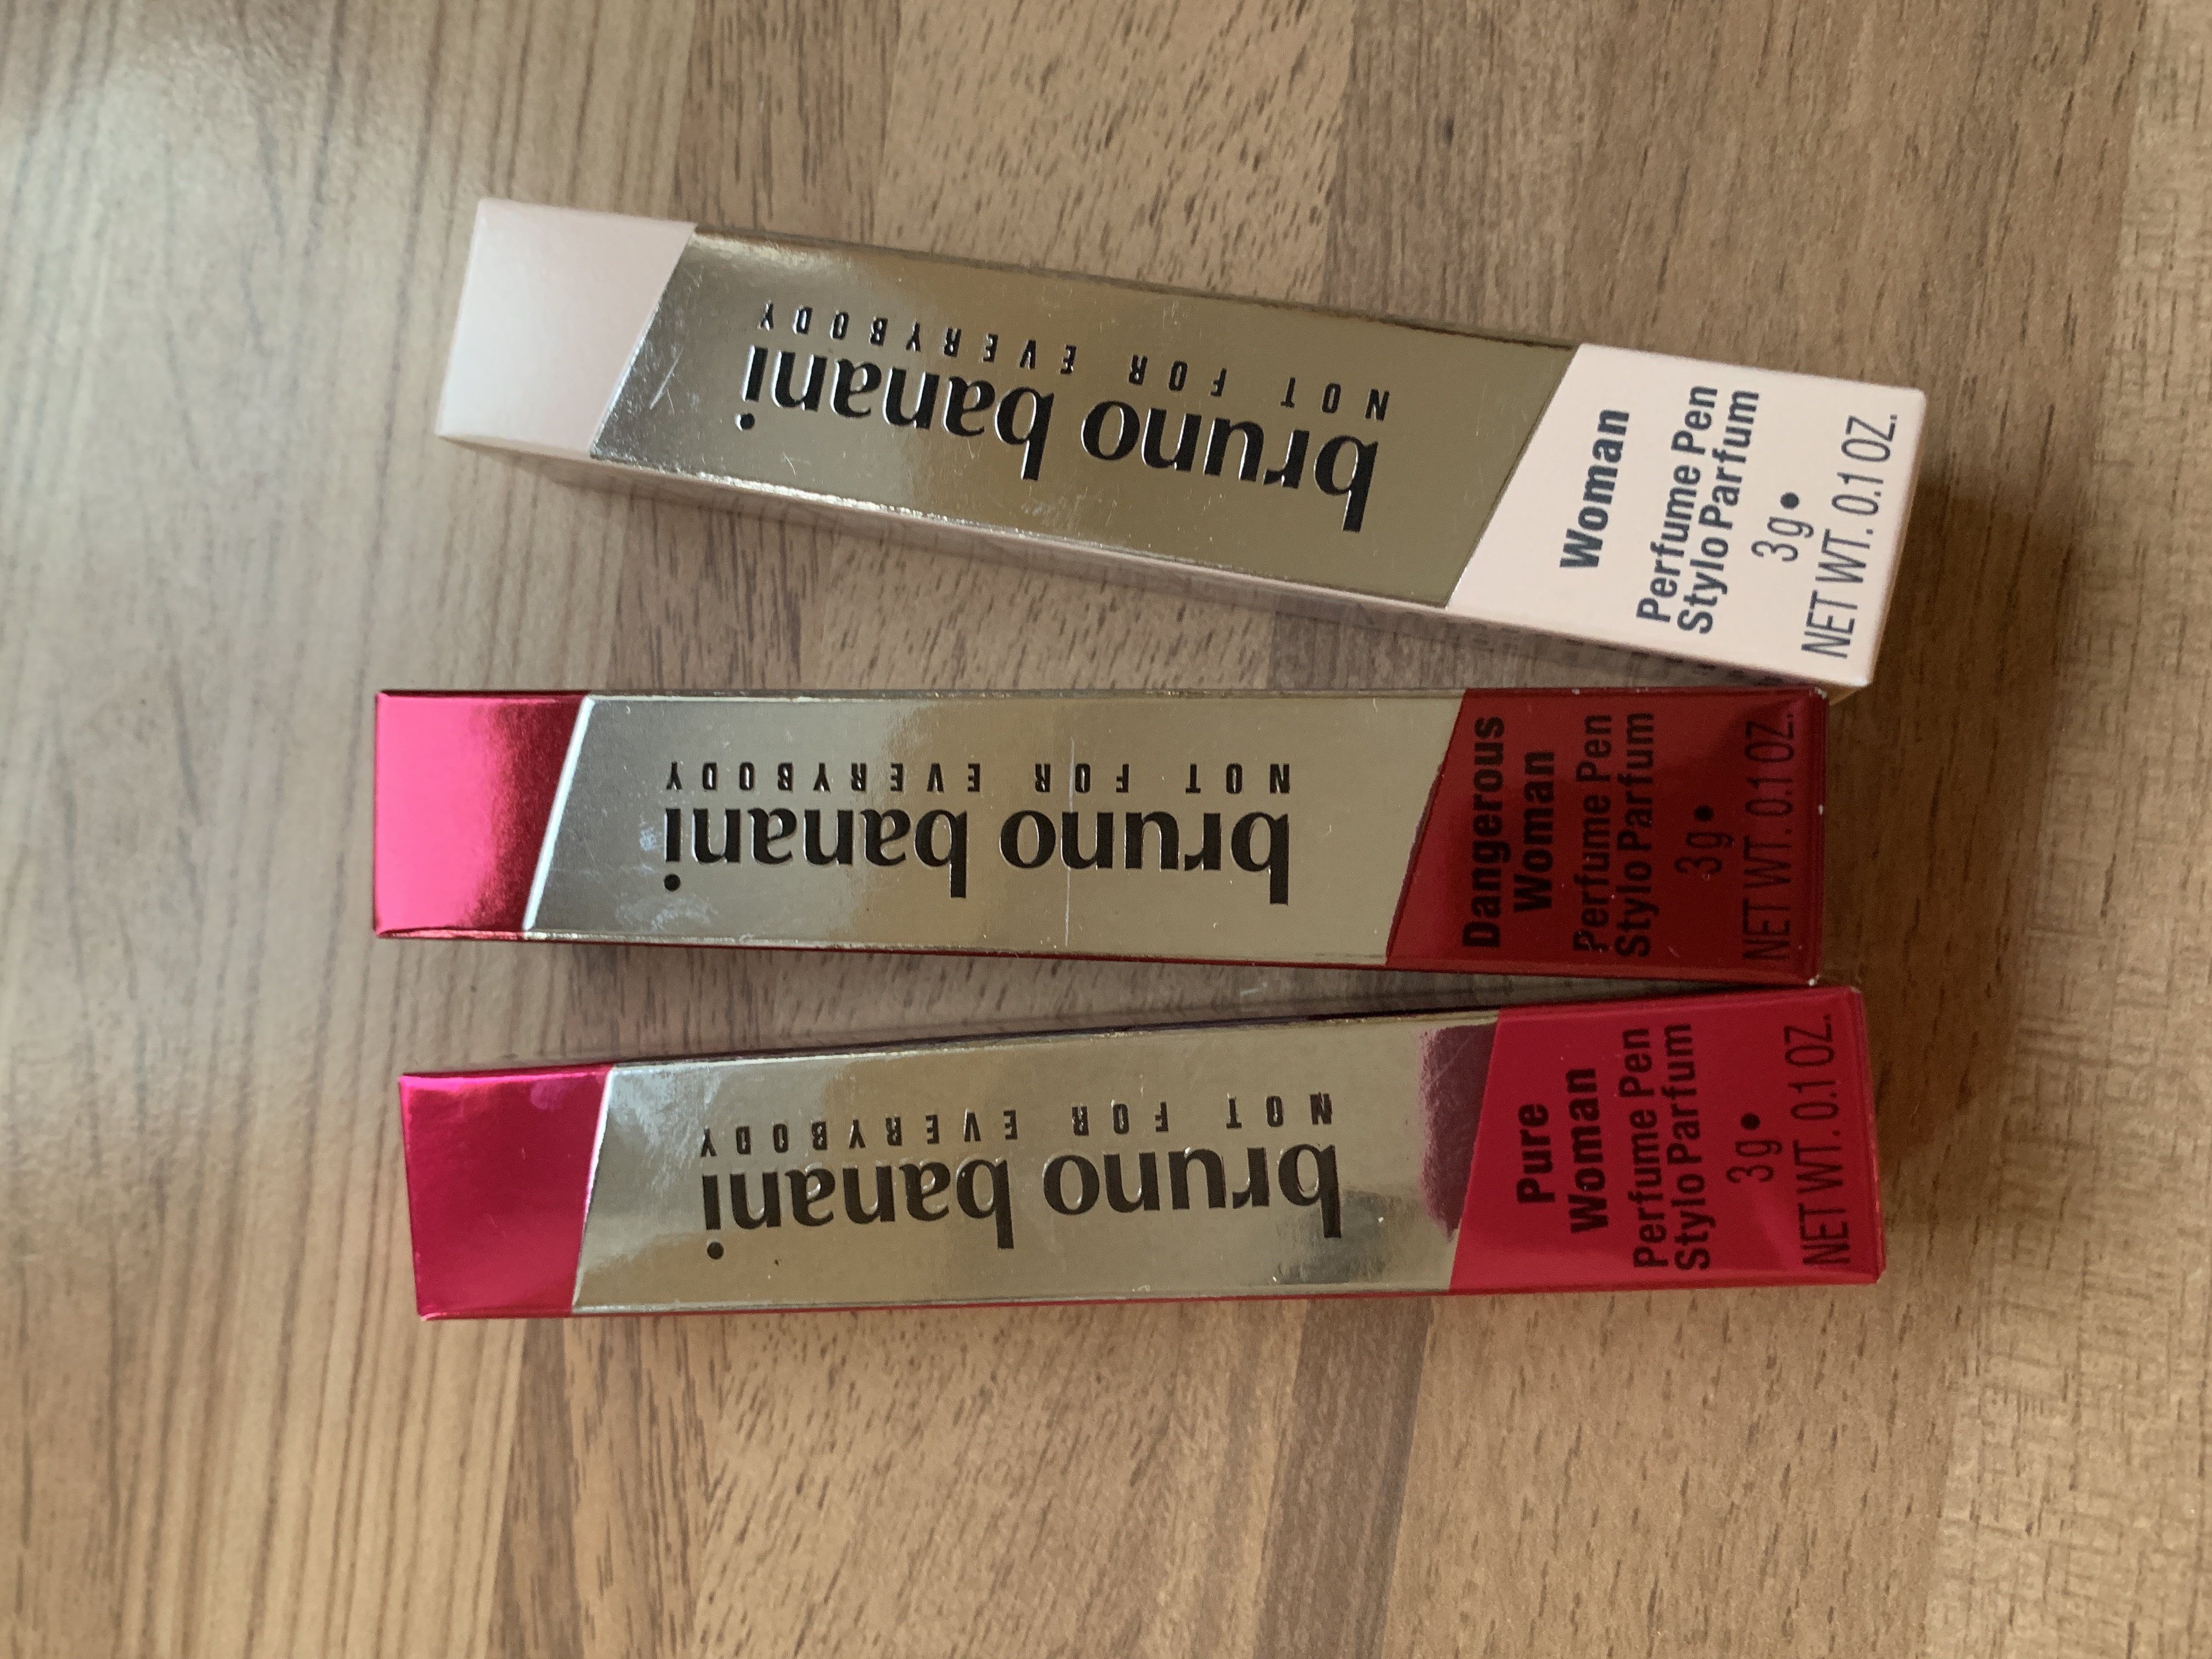 bruno banani
NOT FOR EVERYBODY
Woman
Perfume Pen
Stylo Parfum
3g •
NET WT. 0.1 OZ.
bruno banani
NOT FOR EVERYBODY
Dangerous
Woman
Perfume Pen
Stylo Parfum
3g •
NET WT. 0.1 OZ.
bruno banani
NOT FOR EVERYBODY
Pure
Woman
Perfume Pen
Stylo Parfum
3g •
NET WT. 0.1 OZ.